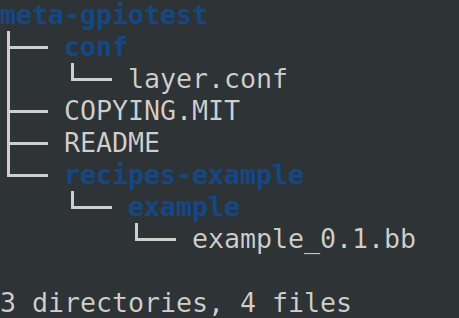 meta-gpiotest
├── conf
│   └── layer.conf
├── COPYING.MIT
├── README
└── recipes-example
    └── example
        └── example_0.1.bb
3 directories, 4 files